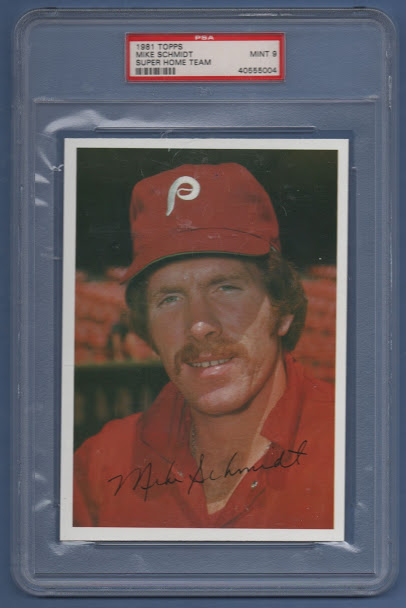 PSA
1981 TOPPS
MIKE SCHMIDT MINT 9
SUPER HOME TEAM 40555004
P
Mike Schmidt